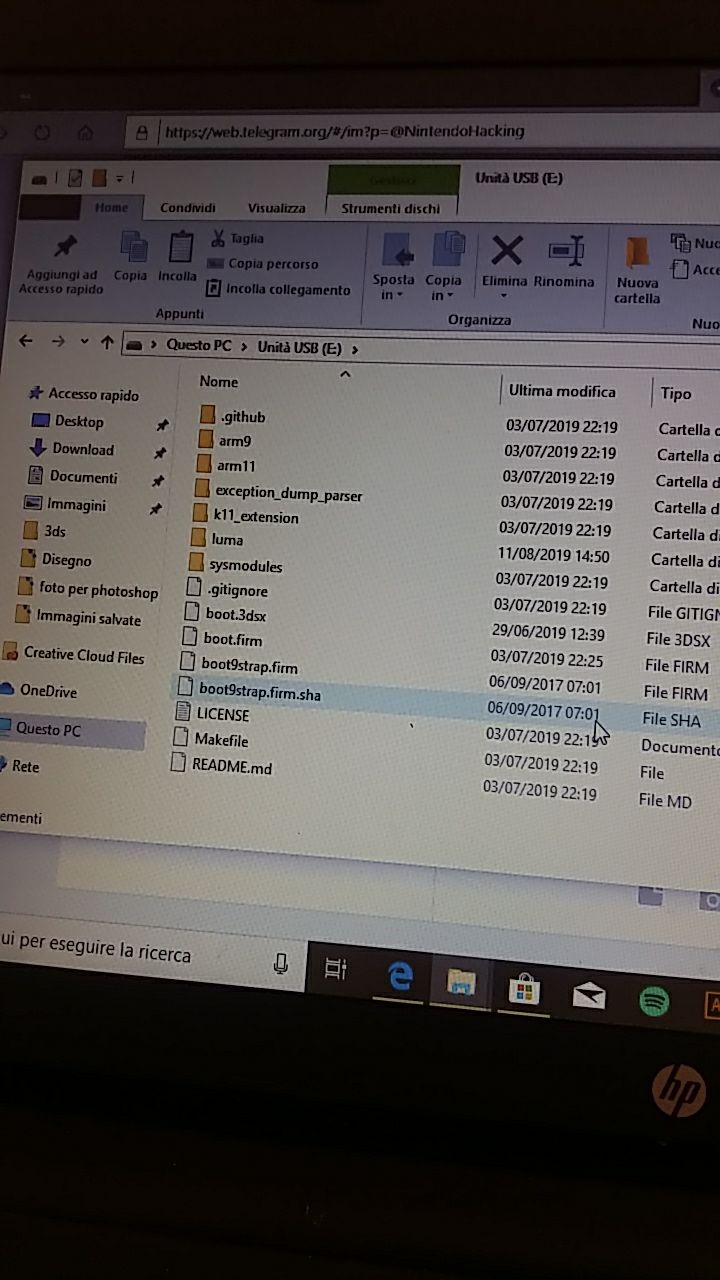 https://web.telegram.org/#/im?p=@NintendoHacking
Unità USB (E:)
Home Condividi Visualizza Strumenti dischi
Aggiungi ad
Accesso rapido
Copia
Incolla
Taglia
Copia percorso
Incolla collegamento
Appunti
Sposta
in
Copia
in
Elimina
Rinomina
Organizza
Nuova
cartella
Nuo
Acce
Nuo
Questo PC > Unità USB (E:) >
Accesso rapido
Desktop
Download
Documenti
Immagini
3ds
Disegno
foto per photoshop
Immagini salvate
Creative Cloud Files
OneDrive
Questo PC
Rete
ementi
Nome Ultima modifica Tipo
.github 03/07/2019 22:19 Cartella d
arm9 03/07/2019 22:19 Cartella d
arm11 03/07/2019 22:19 Cartella d
exception_dump_parser 03/07/2019 22:19 Cartella d
k11_extension 03/07/2019 22:19 Cartella di
luma 11/08/2019 14:50 Cartella di
sysmodules 03/07/2019 22:19 Cartella di
.gitignore 03/07/2019 22:19 File GITIGN
boot.3dsx 29/06/2019 12:39 File 3DSX
boot.firm 03/07/2019 22:25 File FIRM
boot9strap.firm 06/09/2017 07:01 File FIRM
boot9strap.firm.sha 06/09/2017 07:01 File SHA
LICENSE 03/07/2019 22:19 Documento
Makefile 03/07/2019 22:19 File
README.md 03/07/2019 22:19 File MD
ui per eseguire la ricerca
hp